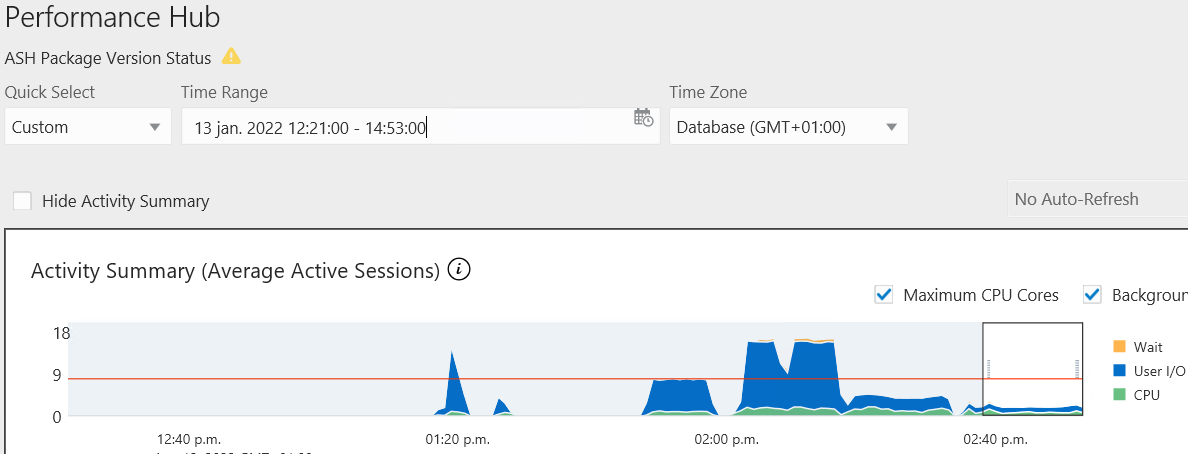 Performance Hub
ASH Package Version Status
Quick Select Time Range Time Zone
Custom 13 jan. 2022 12:21:00 - 14:53:00 Database (GMT+01:00)
Hide Activity Summary No Auto-Refresh
Activity Summary (Average Active Sessions) i
Maximum CPU Cores Backgroun
18
9
0
Wait
User I/O
CPU
12:40 p.m. 01:20 p.m. 02:00 p.m. 02:40 p.m.